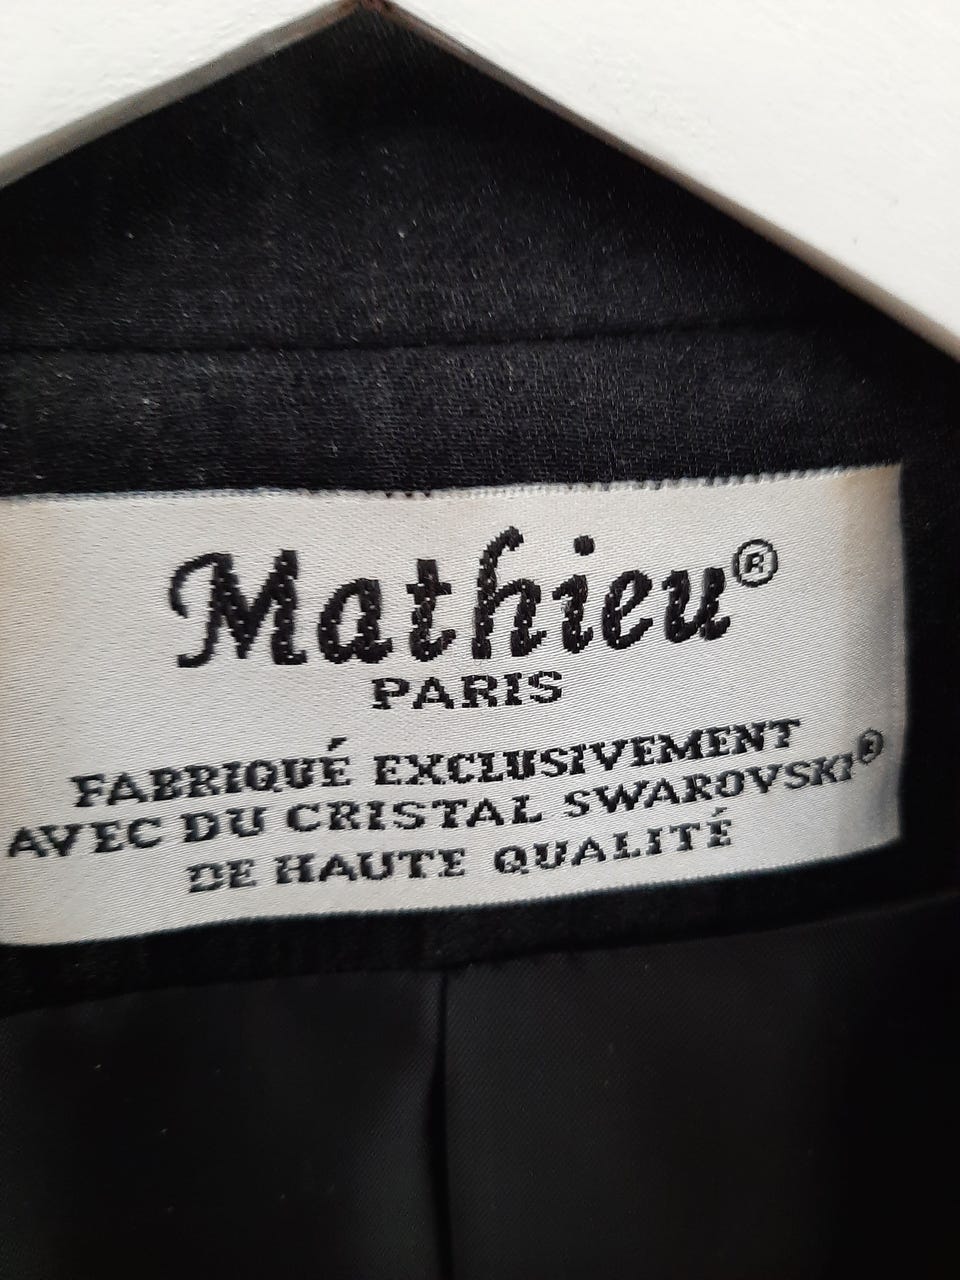 Mathieu®
PARIS
FABRIQUÉ EXCLUSIVEMENT
AVEC DU CRISTAL SWAROVSKI®
DE HAUTE QUALITÉ